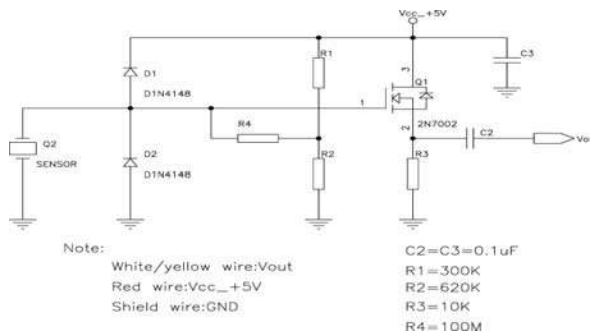 Vcc_+5V
R1
C3
D1
D1N4148
3
Q1
1
2N7002
2
C2
R4
Q2
SENSOR
D2
D1N4148
R2
R3
Note:
White/yellow wire:Vout
Red wire:Vcc_+5V
Shield wire:GND
C2=C3=0.1uF
R1=300K
R2=620K
R3=10K
R4=100M